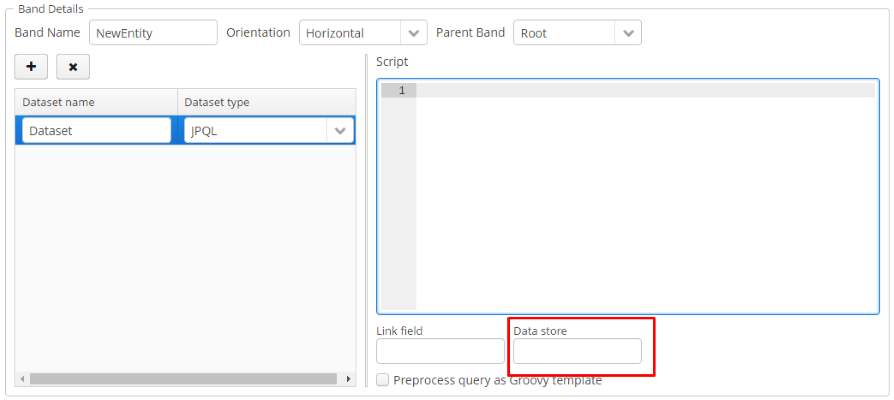 Band Details
Band Name NewEntity Orientation Horizontal Parent Band Root
Script
Dataset name Dataset type
1
Dataset JPQL
Link field Data store
Preprocess query as Groovy template